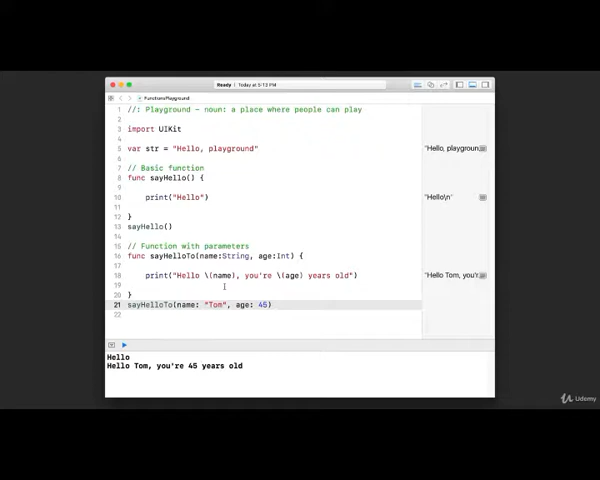 Ready | Today at 5:13 PM
FunctionsPlayground
1 //: Playground - noun: a place where people can play
2
3 import UIKit
4
5 var str = "Hello, playground"
"Hello, playgroun
6
7 // Basic function
8 func sayHello() {
9
10 print("Hello")
"Hello\n"
11
12 }
13 sayHello()
14
15 // Function with parameters
16 func sayHelloTo(name:String, age:Int) {
17
18 print("Hello \(name), you're \(age) years old")
"Hello Tom, you'r
19
20 }
21 sayHelloTo(name: "Tom", age: 45)
22
Hello
Hello Tom, you're 45 years old
Udemy